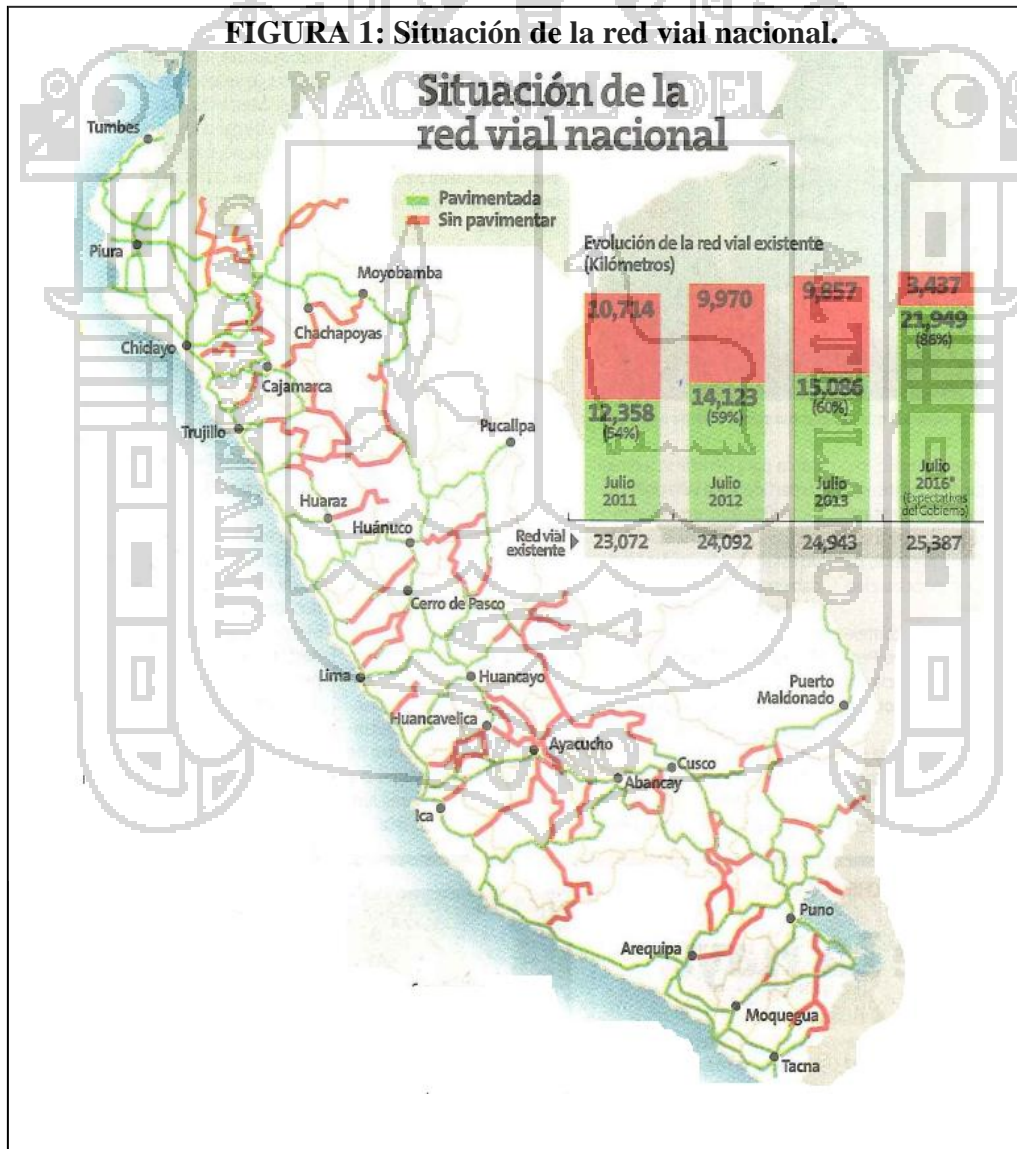 FIGURA 1: Situación de la red vial nacional.
NACIONAL DEL
Situación de la
red vial nacional
Pavimentada
Sin pavimentar
Evolución de la red vial existente
(Kilómetros)
10,714
9,970
9,857
3,437
12,358
(54%)
14,123
(59%)
15,086
(60%)
21,949
(86%)
Julio
2011
Julio
2012
Julio
2013
Julio
2016*
(Expectativas
del Gobierno)
Red vial
existente
23,072
24,092
24,943
25,387
Tumbes
Piura
Moyobamba
Chachapoyas
Chiclayo
Cajamarca
Trujillo
Pucallpa
Huaraz
Huánuco
Cerro de Pasco
Lima
Huancayo
Puerto
Maldonado
Huancavelica
Ayacucho
Cusco
Abancay
Ica
Puno
Arequipa
Moquegua
Tacna
UNIVERSIDAD
ALTIPLANO